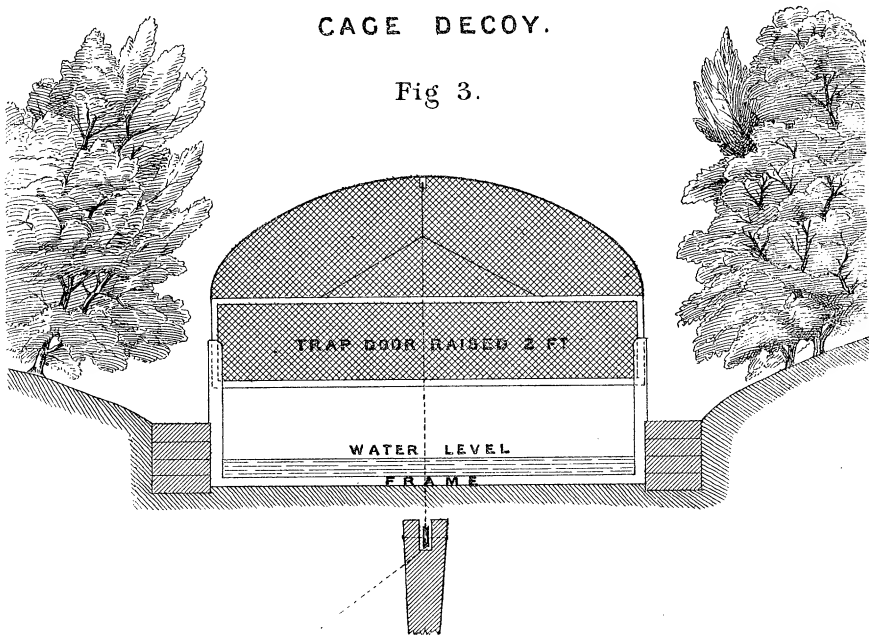 CAGE DECOY.
Fig 3.
TRAP DOOR RAISED 2 FT
WATER LEVEL
FRAME